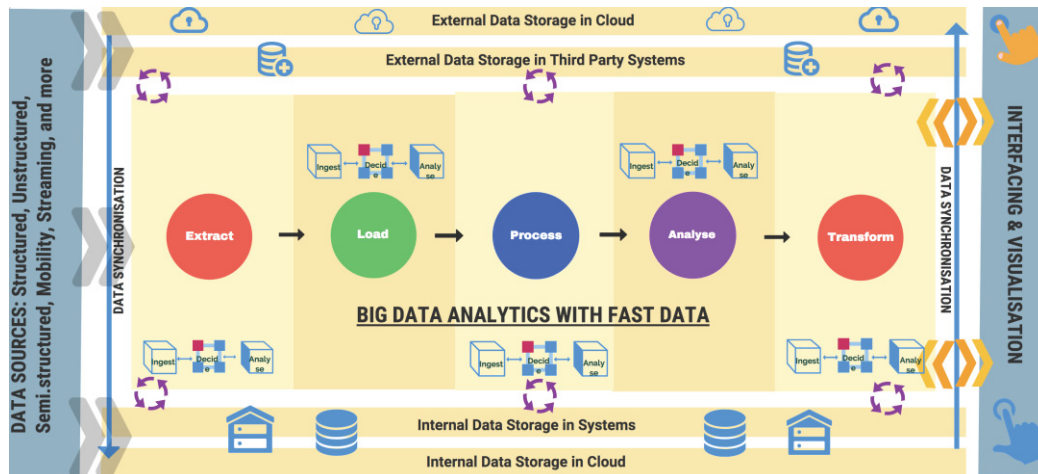 External Data Storage in Cloud
External Data Storage in Third Party Systems
DATA SOURCES: Structured, Unstructured,
Semi.structured, Mobility, Streaming, and more
DATA SYNCHRONISATION
Ingest
Decid
e
Analy
se
Ingest
Decid
e
Analy
se
Extract
Load
Process
Analyse
Transform
BIG DATA ANALYTICS WITH FAST DATA
Ingest
Decid
e
Analy
se
Ingest
Decid
e
Analy
se
Ingest
Decid
e
Analy
se
DATA SYNCHRONISATION
INTERFACING & VISUALISATION
Internal Data Storage in Systems
Internal Data Storage in Cloud